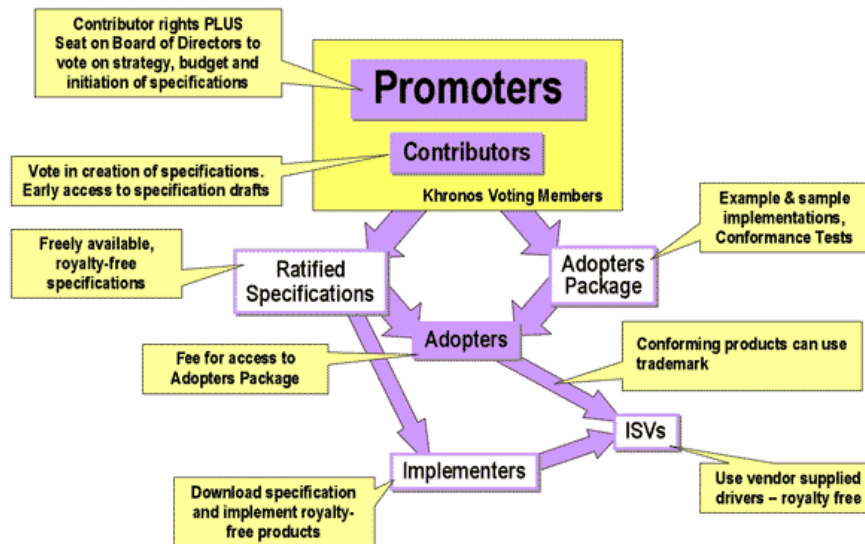 Contributor rights PLUS
Seat on Board of Directors to
vote on strategy, budget and
initiation of specifications
Promoters
Contributors
Khronos Voting Members
Vote in creation of specifications.
Early access to specification drafts
Example & sample
implementations,
Conformance Tests
Freely available,
royalty-free
specifications
Ratified
Specifications
Adopters
Package
Adopters
Fee for access to
Adopters Package
Conforming products can use
trademark
ISVs
Implementers
Use vendor supplied
drivers – royalty free
Download specification
and implement royalty-
free products